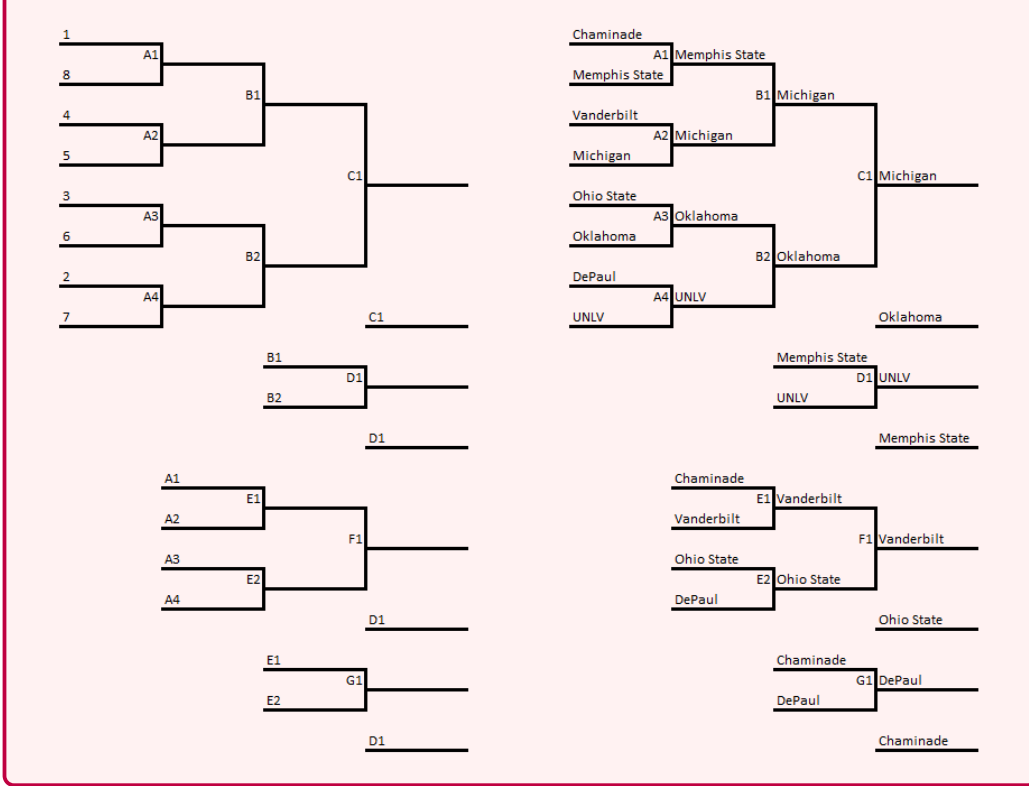 1
A1
8
B1
4
A2
5
C1
3
A3
6
B2
2
A4
7
C1
B1
D1
B2
D1
A1
E1
A2
F1
A3
E2
A4
D1
E1
G1
E2
D1
Chaminade
A1 Memphis State
Memphis State
B1 Michigan
Vanderbilt
A2 Michigan
Michigan
C1 Michigan
Ohio State
A3 Oklahoma
Oklahoma
B2 Oklahoma
DePaul
A4 UNLV
UNLV
Oklahoma
Memphis State
D1 UNLV
UNLV
Memphis State
Chaminade
E1 Vanderbilt
Vanderbilt
F1 Vanderbilt
Ohio State
E2 Ohio State
DePaul
Ohio State
Chaminade
G1 DePaul
DePaul
Chaminade